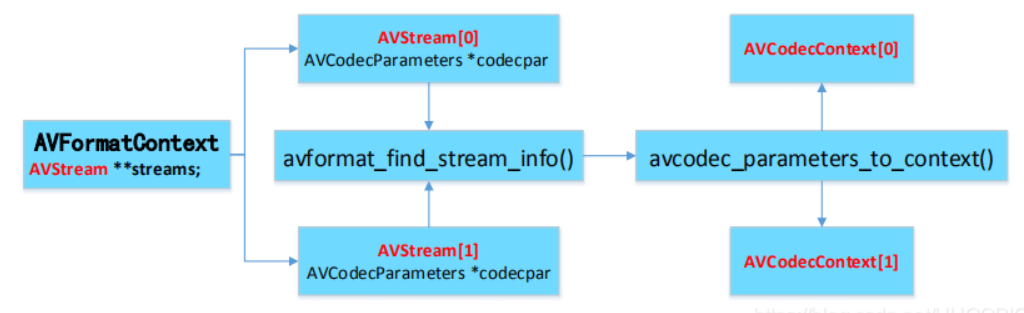 AVStream[0]
AVCodecParameters *codecpar
AVCodecContext[0]
AVFormatContext
AVStream **streams;
avformat_find_stream_info()
avcodec_parameters_to_context()
AVStream[1]
AVCodecParameters *codecpar
AVCodecContext[1]